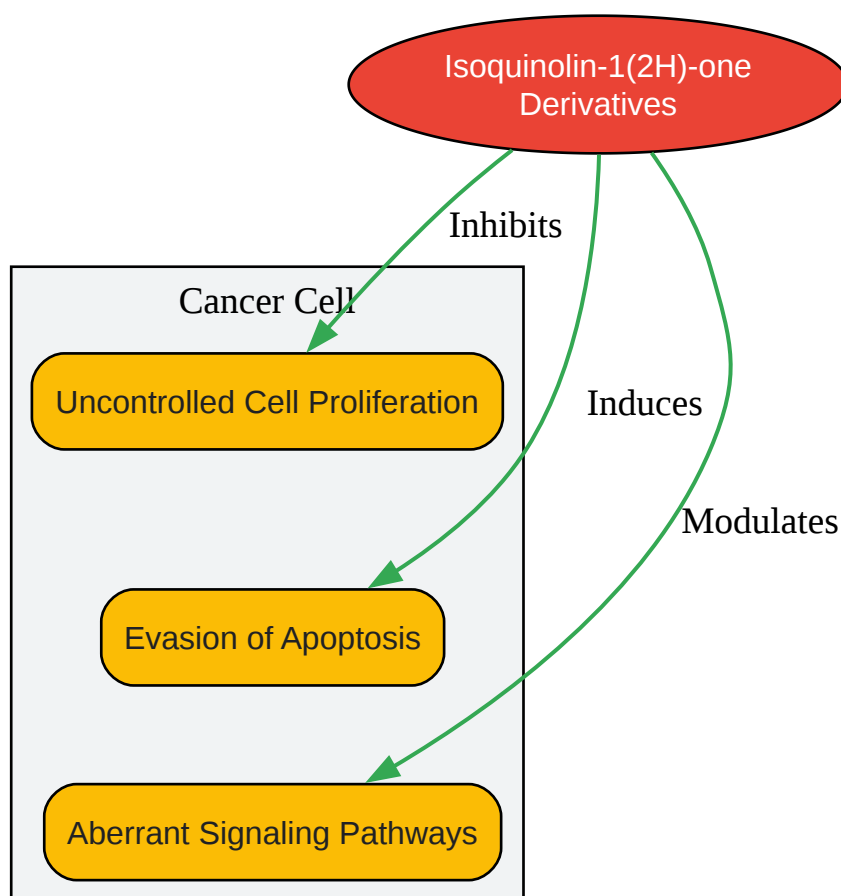 Isoquinolin-1(2H)-one
Derivatives
Inhibits
Cancer Cell
Uncontrolled Cell Proliferation
Induces
Modulates
Evasion of Apoptosis
Aberrant Signaling Pathways